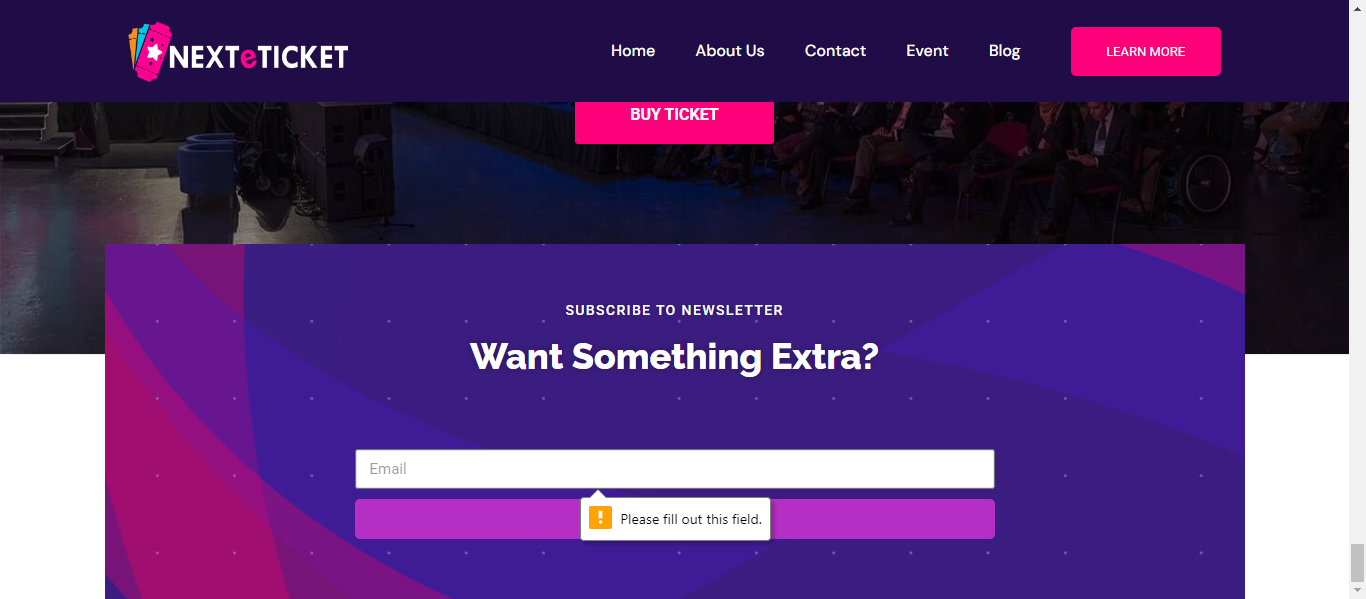 NEXTeTICKET
Home About Us Contact Event Blog LEARN MORE
BUY TICKET
SUBSCRIBE TO NEWSLETTER
Want Something Extra?
Email
Please fill out this field.